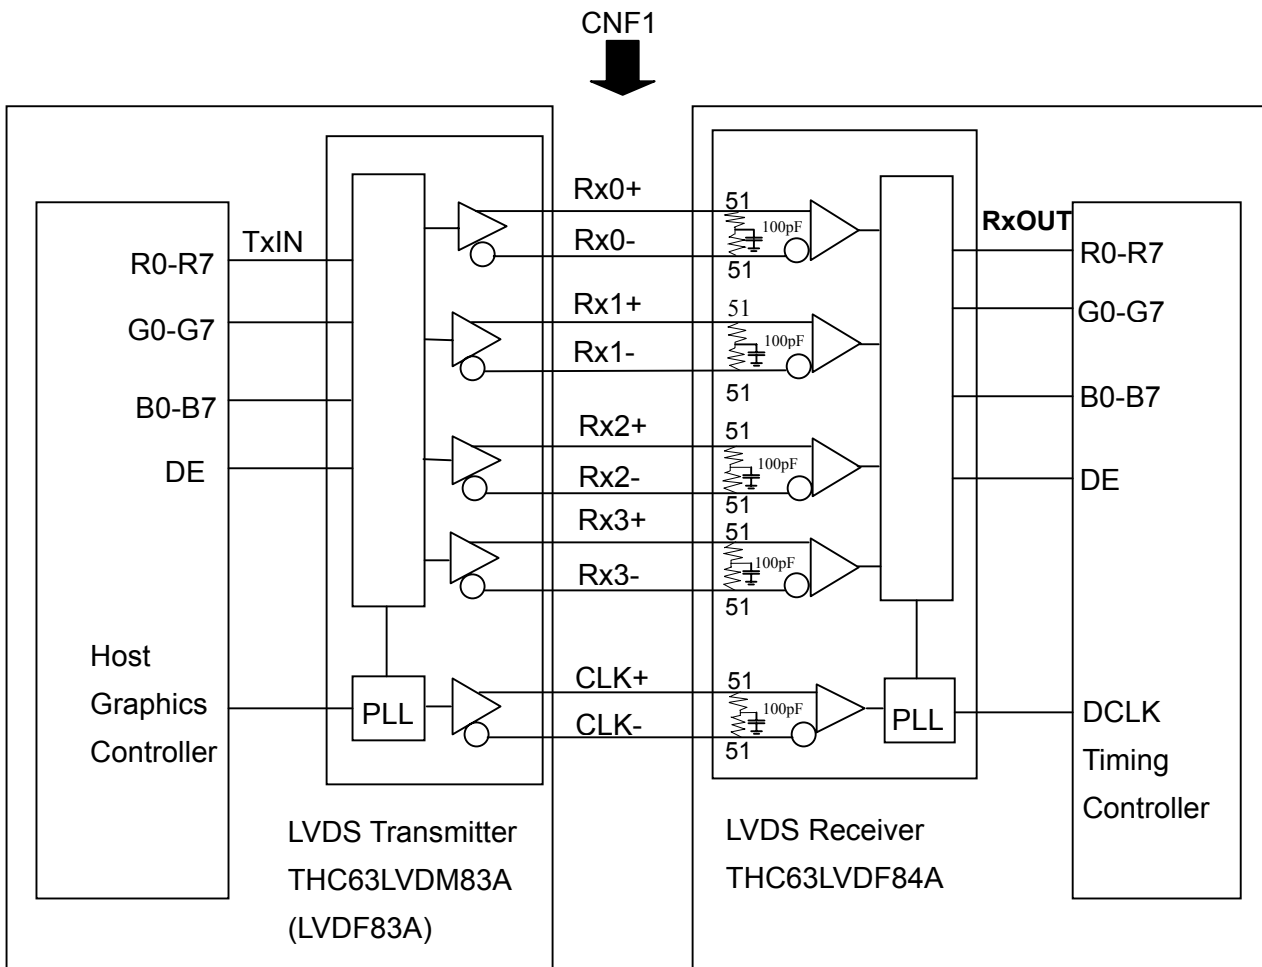 CNF1
TxIN
R0-R7
G0-G7
B0-B7
DE
Host
Graphics
Controller
PLL
LVDS Transmitter
THC63LVDM83A
(LVDF83A)
Rx0+
Rx0-
Rx1+
Rx1-
Rx2+
Rx2-
Rx3+
Rx3-
CLK+
CLK-
51
100pF
51
51
100pF
51
51
100pF
51
51
100pF
51
51
100pF
51
PLL
LVDS Receiver
THC63LVDF84A
RxOUT
R0-R7
G0-G7
B0-B7
DE
DCLK
Timing
Controller